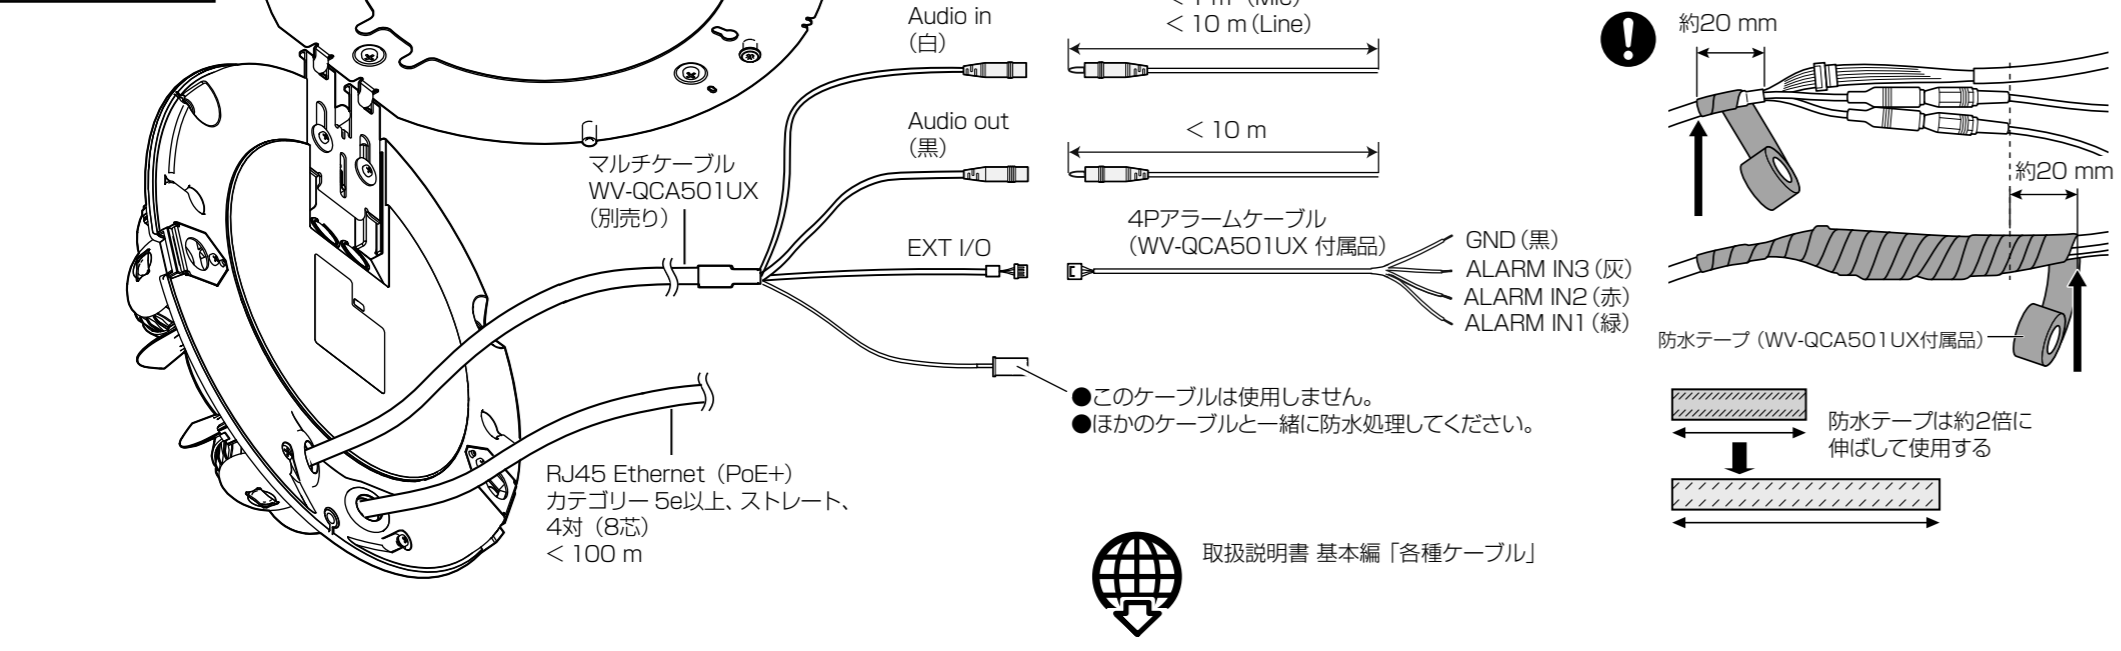 Audio in
（白）
< 1 m （Mic）
< 10 m（Line）
Audio out
（黒）
< 10 m
マルチケーブル
WV-QCA501UX
（別売り）
EXT I/O
4Pアラームケーブル
（WV-QCA501UX 付属品）
GND（黒）
ALARM IN3（灰）
ALARM IN2（赤）
ALARM IN1（緑）
●このケーブルは使用しません。
●ほかのケーブルと一緒に防水処理してください。
RJ45 Ethernet（PoE+）
カテゴリー 5e以上、ストレート、
4対（8芯）
< 100 m
取扱説明書 基本編「各種ケーブル」
約20 mm
約20 mm
防水テープ（WV-QCA501UX付属品）
防水テープは約2倍に
伸ばして使用する